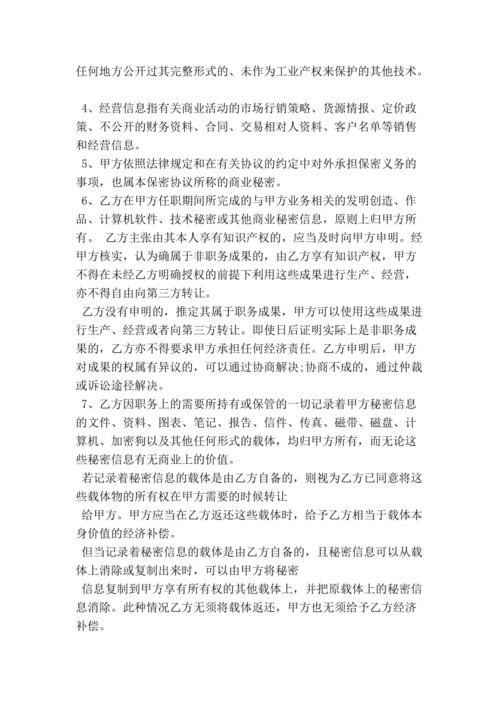 任何地方公开过其完整形式的、未作为工业产权来保护的其他技术。
4、经营信息指有关商业活动的市场行销策略、货源情报、定价政
策、不公开的财务资料、合同、交易相对人资料、客户名单等销售
和经营信息。
5、甲方依照法律规定和在有关协议的约定中对外承担保密义务的
事项，也属本保密协议所称的商业秘密。
6、乙方在甲方任职期间所完成的与甲方业务相关的发明创造、作
品、计算机软件、技术秘密或其他商业秘密信息，原则上归甲方所
有。 乙方主张由其本人享有知识产权的，应当及时向甲方申明。经
甲方核实，认为确属于非职务成果的，由乙方享有知识产权，甲方
不得在未经乙方明确授权的前提下利用这些成果进行生产、经营，
亦不得自由向第三方转让。
乙方没有申明的，推定其属于职务成果，甲方可以使用这些成果进
行生产、经营或者向第三方转让。即使日后证明实际上是非职务成
果的，乙方亦不得要求甲方承担任何经济责任。乙方申明后，甲方
对成果的权属有异议的，可以通过协商解决;协商不成的，通过仲裁
或诉讼途径解决。
7、乙方因职务上的需要所持有或保管的一切记录着甲方秘密信息
的文件、资料、图表、笔记、报告、信件、传真、磁带、磁盘、计
算机、加密狗以及其他任何形式的载体，均归甲方所有，而无论这
些秘密信息有无商业上的价值。
若记录着秘密信息的载体是由乙方自备的，则视为乙方已同意将这
些载体物的所有权在甲方需要的时候转让
给甲方。甲方应当在乙方返还这些载体时，给予乙方相当于载体本
身价值的经济补偿。
但当记录着秘密信息的载体是由乙方自备的，且秘密信息可以从载
体上消除或复制出来时，可以由甲方将秘密
信息复制到甲方享有所有权的其他载体上，并把原载体上的秘密信
息消除。此种情况乙方无须将载体返还，甲方也无须给予乙方经济
补偿。